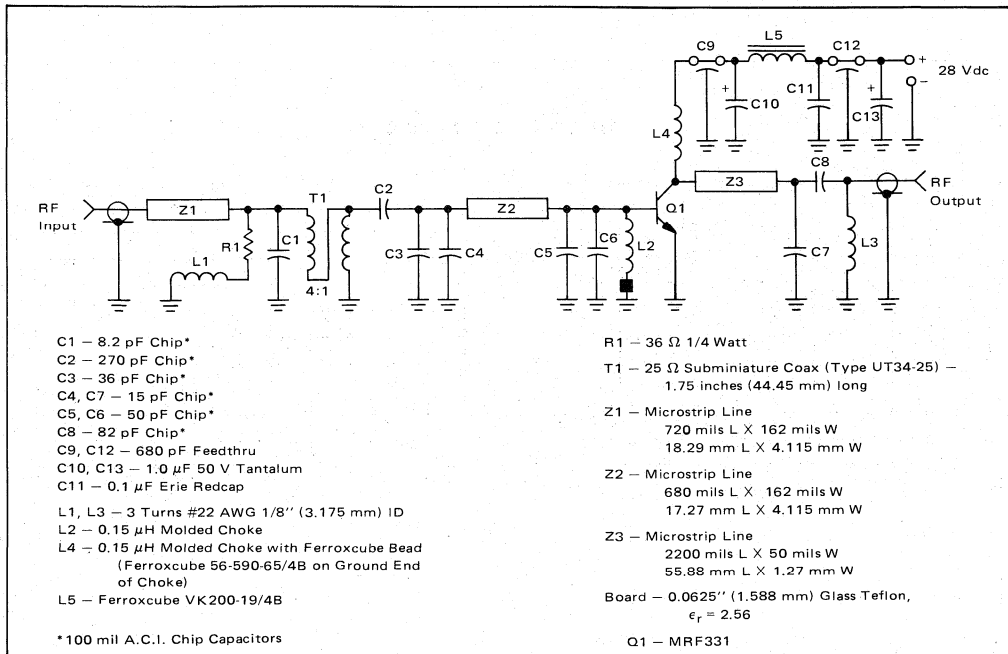 C9
L5
C12
+
28 Vdc
−
+
C10
C11
+
C13
L4
C8
RF
Input
Z1
T1
C2
Z2
Z3
RF
Output
Q1
R1
C1
L1
4:1
C3
C4
C5
C6
L2
C7
L3
C1 – 8.2 pF Chip*
C2 – 270 pF Chip*
C3 – 36 pF Chip*
C4, C7 – 15 pF Chip*
C5, C6 – 50 pF Chip*
C8 – 82 pF Chip*
C9, C12 – 680 pF Feedthru
C10, C13 – 1.0 μF 50 V Tantalum
C11 – 0.1 μF Erie Redcap
L1, L3 – 3 Turns #22 AWG 1/8'' (3.175 mm) ID
L2 – 0.15 μH Molded Choke
L4 – 0.15 μH Molded Choke with Ferroxcube Bead
(Ferroxcube 56-590-65/4B on Ground End
of Choke)
L5 – Ferroxcube VK200-19/4B
*100 mil A.C.I. Chip Capacitors
R1 – 36 Ω 1/4 Watt
T1 – 25 Ω Subminiature Coax (Type UT34-25) –
1.75 inches (44.45 mm) long
Z1 – Microstrip Line
720 mils L X 162 mils W
18.29 mm L X 4.115 mm W
Z2 – Microstrip Line
680 mils L X 162 mils W
17.27 mm L X 4.115 mm W
Z3 – Microstrip Line
2200 mils L X 50 mils W
55.88 mm L X 1.27 mm W
Board – 0.0625'' (1.588 mm) Glass Teflon,
εr = 2.56
Q1 – MRF331